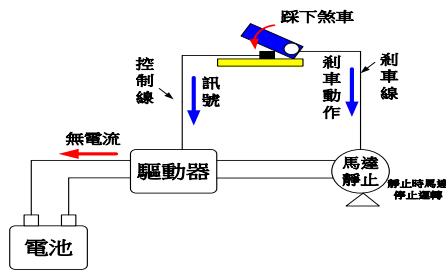 踩下煞車
控制線
訊號
剎車動作
剎車線
無電流
驅動器
馬達
靜止
靜止時馬達
停止運轉
電池